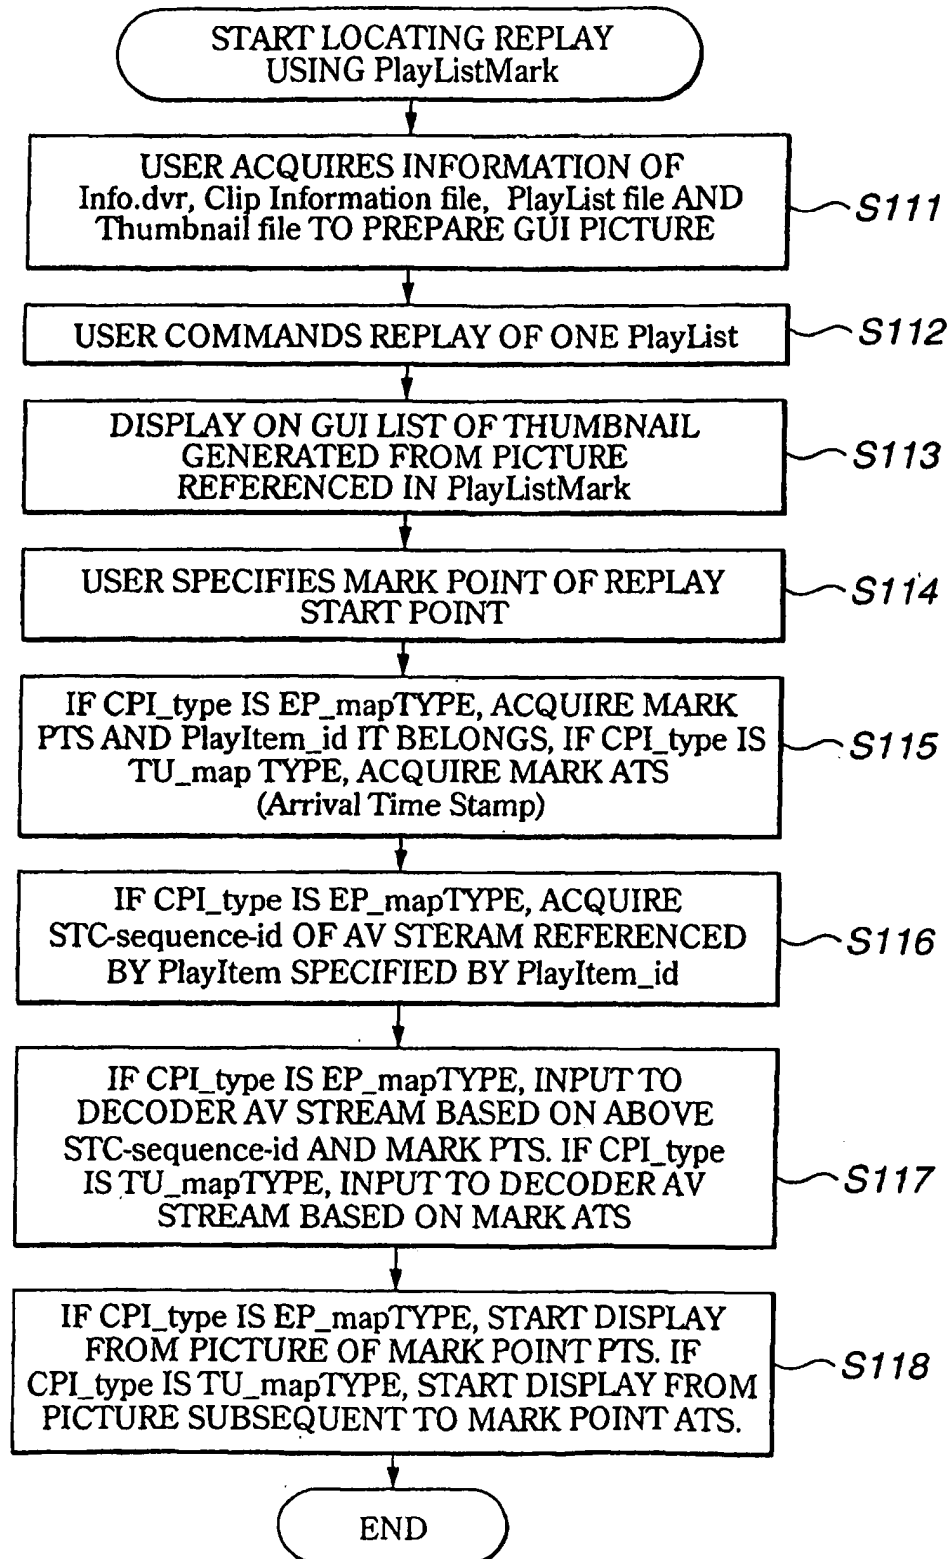 START LOCATING REPLAY
USING PlayListMark
USER ACQUIRES INFORMATION OF
Info.dvr, Clip Information file, PlayList file AND
Thumbnail file TO PREPARE GUI PICTURE
S111
USER COMMANDS REPLAY OF ONE PlayList
S112
DISPLAY ON GUI LIST OF THUMBNAIL
GENERATED FROM PICTURE
REFERENCED IN PlayListMark
S113
USER SPECIFIES MARK POINT OF REPLAY
START POINT
S114
IF CPI_type IS EP_mapTYPE, ACQUIRE MARK
PTS AND PlayItem_id IT BELONGS, IF CPI_type IS
TU_map TYPE, ACQUIRE MARK ATS
(Arrival Time Stamp)
S115
IF CPI_type IS EP_mapTYPE, ACQUIRE
STC-sequence-id OF AV STERAM REFERENCED
BY PlayItem SPECIFIED BY PlayItem_id
S116
IF CPI_type IS EP_mapTYPE, INPUT TO
DECODER AV STREAM BASED ON ABOVE
STC-sequence-id AND MARK PTS. IF CPI_type
IS TU_mapTYPE, INPUT TO DECODER AV
STREAM BASED ON MARK ATS
S117
IF CPI_type IS EP_mapTYPE, START DISPLAY
FROM PICTURE OF MARK POINT PTS. IF
CPI_type IS TU_mapTYPE, START DISPLAY FROM
PICTURE SUBSEQUENT TO MARK POINT ATS.
S118
END